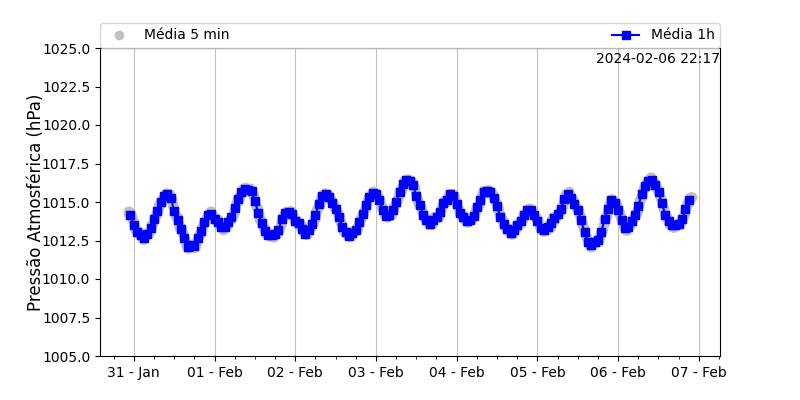 Média 5 min
Média 1h
2024-02-06 22:17
Pressão Atmosférica (hPa)
1025.0
1022.5
1020.0
1017.5
1015.0
1012.5
1010.0
1007.5
1005.0
31 - Jan
01 - Feb
02 - Feb
03 - Feb
04 - Feb
05 - Feb
06 - Feb
07 - Feb